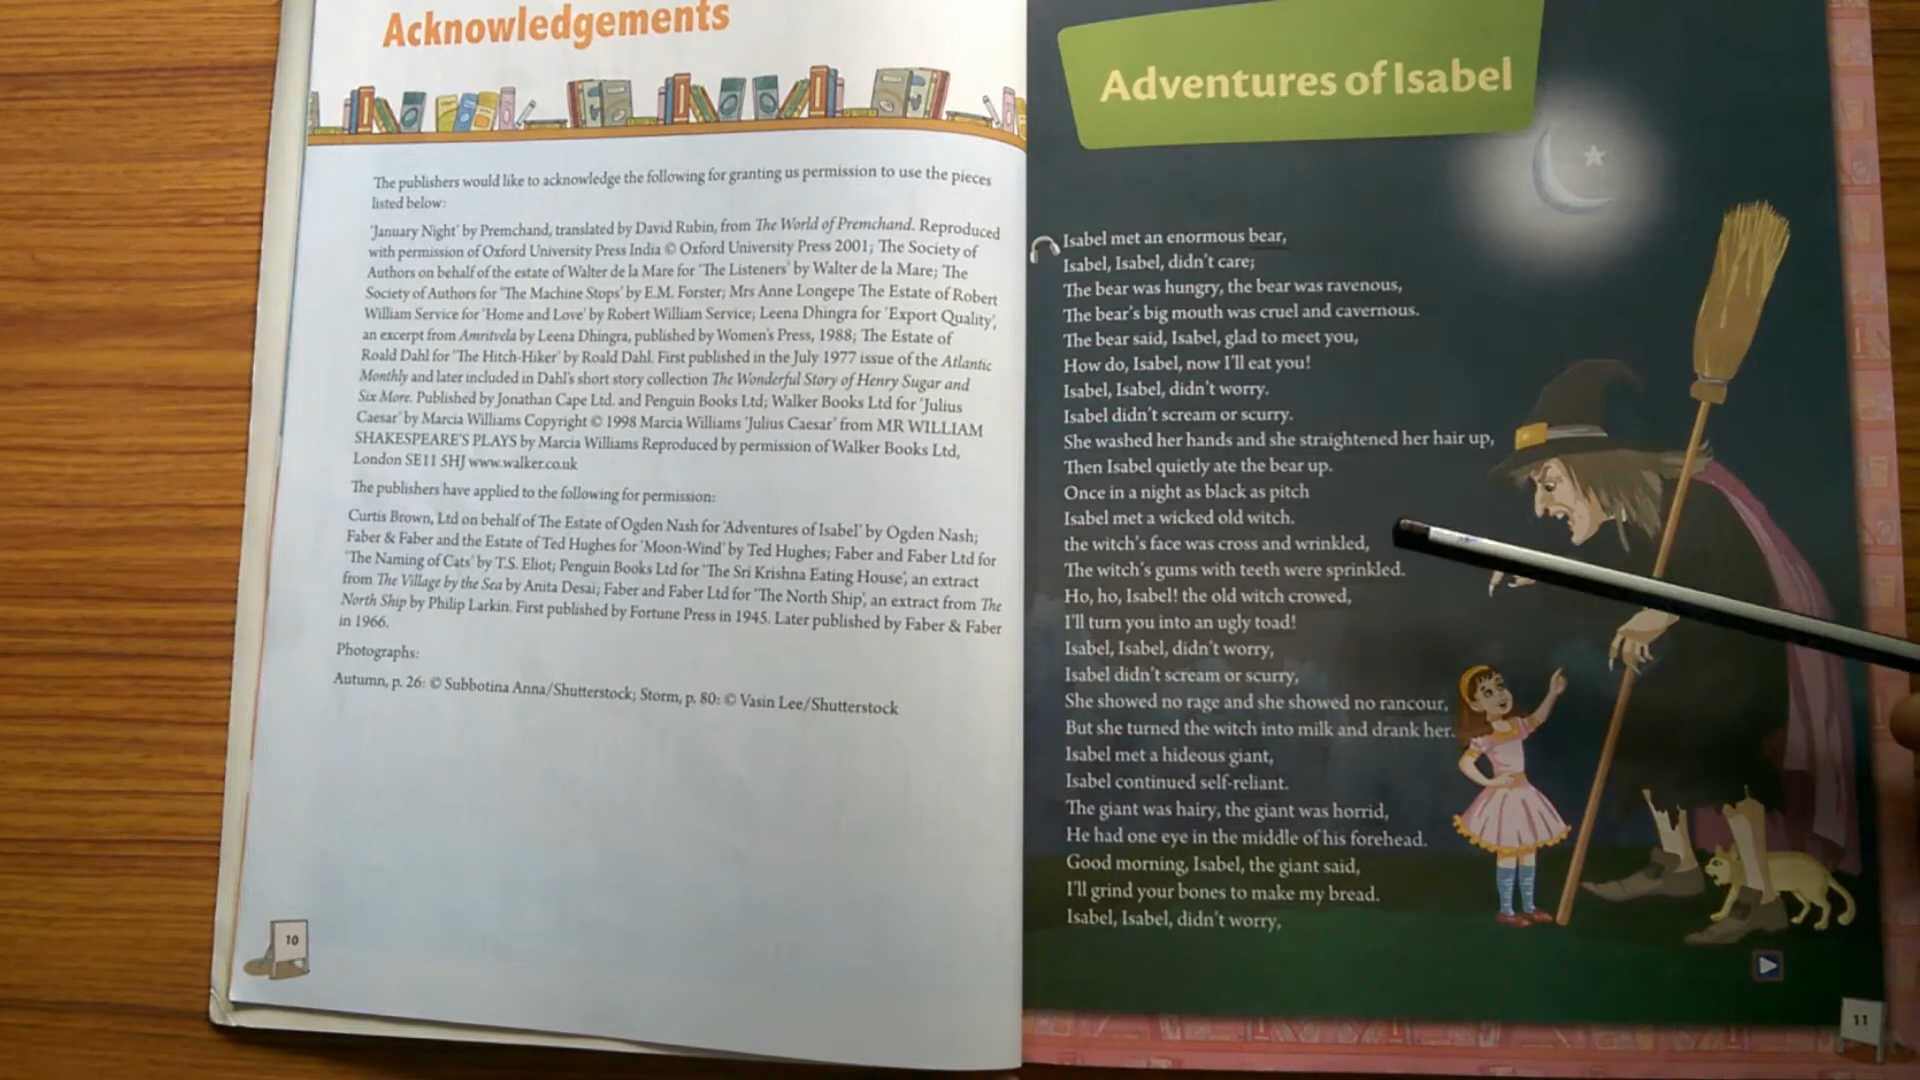 Acknowledgements
The publishers would like to acknowledge the following for granting us permission to use the pieces
listed below:
'January Night' by Premchand, translated by David Rubin, from The World of Premchand. Reproduced
with permission of Oxford University Press India © Oxford University Press 2001; The Society of
Authors on behalf of the estate of Walter de la Mare for 'The Listeners' by Walter de la Mare; The
Society of Authors for 'The Machine Stops' by E.M. Forster; Mrs Anne Longepe The Estate of Robert
William Service for 'Home and Love' by Robert William Service; Leena Dhingra for 'Export Quality',
an excerpt from Amritvela by Leena Dhingra, published by Women's Press, 1988; The Estate of
Roald Dahl for 'The Hitch-Hiker' by Roald Dahl. First published in the July 1977 issue of the Atlantic
Monthly and later included in Dahl's short story collection The Wonderful Story of Henry Sugar and
Six More. Published by Jonathan Cape Ltd. and Penguin Books Ltd; Walker Books Ltd for 'Julius
Caesar' by Marcia Williams Copyright © 1998 Marcia Williams 'Julius Caesar' from MR WILLIAM
SHAKESPEARE'S PLAYS by Marcia Williams Reproduced by permission of Walker Books Ltd,
London SE11 5HJ www.walker.co.uk
The publishers have applied to the following for permission:
Curtis Brown, Ltd on behalf of The Estate of Ogden Nash for 'Adventures of Isabel' by Ogden Nash;
Faber & Faber and the Estate of Ted Hughes for 'Moon-Wind' by Ted Hughes; Faber and Faber Ltd for
'The Naming of Cats' by T.S. Eliot; Penguin Books Ltd for 'The Sri Krishna Eating House', an extract
from The Village by the Sea by Anita Desai; Faber and Faber Ltd for 'The North Ship', an extract from The
North Ship by Philip Larkin. First published by Fortune Press in 1945. Later published by Faber & Faber
in 1966.
Photographs:
Autumn, p. 26: © Subbotina Anna/Shutterstock; Storm, p. 80: © Vasin Lee/Shutterstock
10
Adventures of Isabel
Isabel met an enormous bear,
Isabel, Isabel, didn't care;
The bear was hungry, the bear was ravenous,
The bear's big mouth was cruel and cavernous.
The bear said, Isabel, glad to meet you,
How do, Isabel, now I'll eat you!
Isabel, Isabel, didn't worry.
Isabel didn't scream or scurry.
She washed her hands and she straightened her hair up,
Then Isabel quietly ate the bear up.
Once in a night as black as pitch
Isabel met a wicked old witch.
the witch's face was cross and wrinkled,
The witch's gums with teeth were sprinkled.
Ho, ho, Isabel! the old witch crowed,
I'll turn you into an ugly toad!
Isabel, Isabel, didn't worry,
Isabel didn't scream or scurry,
She showed no rage and she showed no rancour,
But she turned the witch into milk and drank her.
Isabel met a hideous giant,
Isabel continued self-reliant.
The giant was hairy, the giant was horrid,
He had one eye in the middle of his forehead.
Good morning, Isabel, the giant said,
I'll grind your bones to make my bread.
Isabel, Isabel, didn't worry,
11